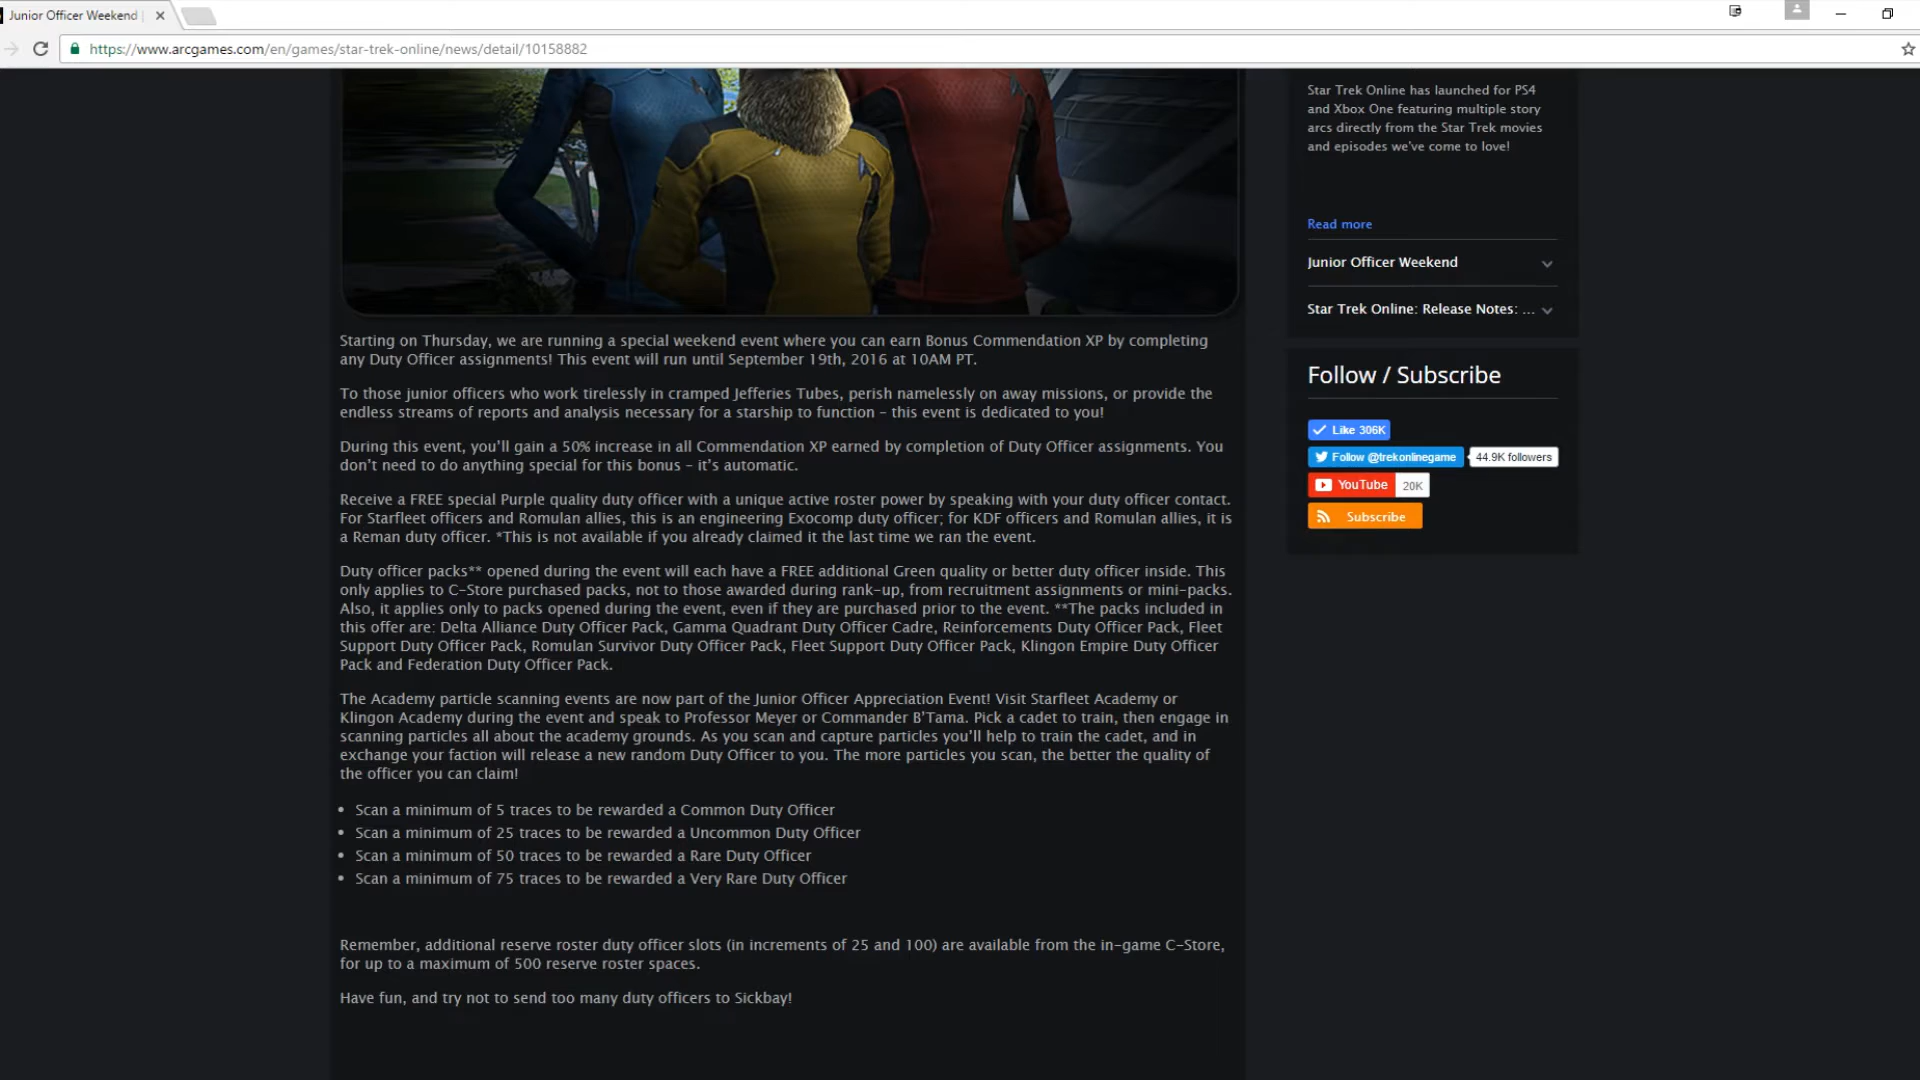 Junior Officer Weekend |
https://www.arcgames.com/en/games/star-trek-online/news/detail/10158882
Star Trek Online has launched for PS4
and Xbox One featuring multiple story
arcs directly from the Star Trek movies
and episodes we've come to love!
Read more
Junior Officer Weekend
Star Trek Online: Release Notes: ...
Follow / Subscribe
Like 306K
Follow @trekonlinegame 44.9K followers
YouTube 20K
Subscribe
Starting on Thursday, we are running a special weekend event where you can earn Bonus Commendation XP by completing
any Duty Officer assignments! This event will run until September 19th, 2016 at 10AM PT.
To those junior officers who work tirelessly in cramped Jefferies Tubes, perish namelessly on away missions, or provide the
endless streams of reports and analysis necessary for a starship to function – this event is dedicated to you!
During this event, you'll gain a 50% increase in all Commendation XP earned by completion of Duty Officer assignments. You
don't need to do anything special for this bonus – it's automatic.
Receive a FREE special Purple quality duty officer with a unique active roster power by speaking with your duty officer contact.
For Starfleet officers and Romulan allies, this is an engineering Exocomp duty officer; for KDF officers and Romulan allies, it is
a Reman duty officer. *This is not available if you already claimed it the last time we ran the event.
Duty officer packs** opened during the event will each have a FREE additional Green quality or better duty officer inside. This
only applies to C-Store purchased packs, not to those awarded during rank-up, from recruitment assignments or mini-packs.
Also, it applies only to packs opened during the event, even if they are purchased prior to the event. **The packs included in
this offer are: Delta Alliance Duty Officer Pack, Gamma Quadrant Duty Officer Cadre, Reinforcements Duty Officer Pack, Fleet
Support Duty Officer Pack, Romulan Survivor Duty Officer Pack, Fleet Support Duty Officer Pack, Klingon Empire Duty Officer
Pack and Federation Duty Officer Pack.
The Academy particle scanning events are now part of the Junior Officer Appreciation Event! Visit Starfleet Academy or
Klingon Academy during the event and speak to Professor Meyer or Commander B'Tama. Pick a cadet to train, then engage in
scanning particles all about the academy grounds. As you scan and capture particles you'll help to train the cadet, and in
exchange your faction will release a new random Duty Officer to you. The more particles you scan, the better the quality of
the officer you can claim!
• Scan a minimum of 5 traces to be rewarded a Common Duty Officer
• Scan a minimum of 25 traces to be rewarded a Uncommon Duty Officer
• Scan a minimum of 50 traces to be rewarded a Rare Duty Officer
• Scan a minimum of 75 traces to be rewarded a Very Rare Duty Officer
Remember, additional reserve roster duty officer slots (in increments of 25 and 100) are available from the in-game C-Store,
for up to a maximum of 500 reserve roster spaces.
Have fun, and try not to send too many duty officers to Sickbay!